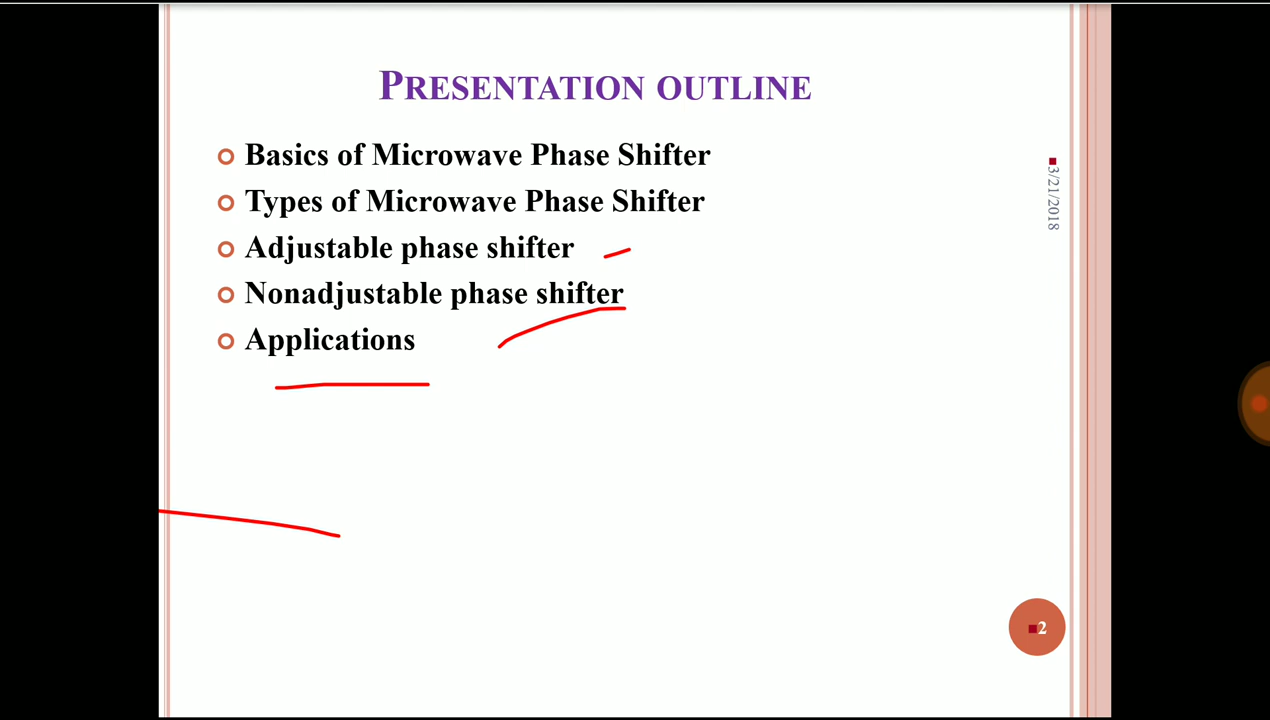 PRESENTATION OUTLINE
Basics of Microwave Phase Shifter
Types of Microwave Phase Shifter
Adjustable phase shifter
Nonadjustable phase shifter
Applications
3/21/2018
2